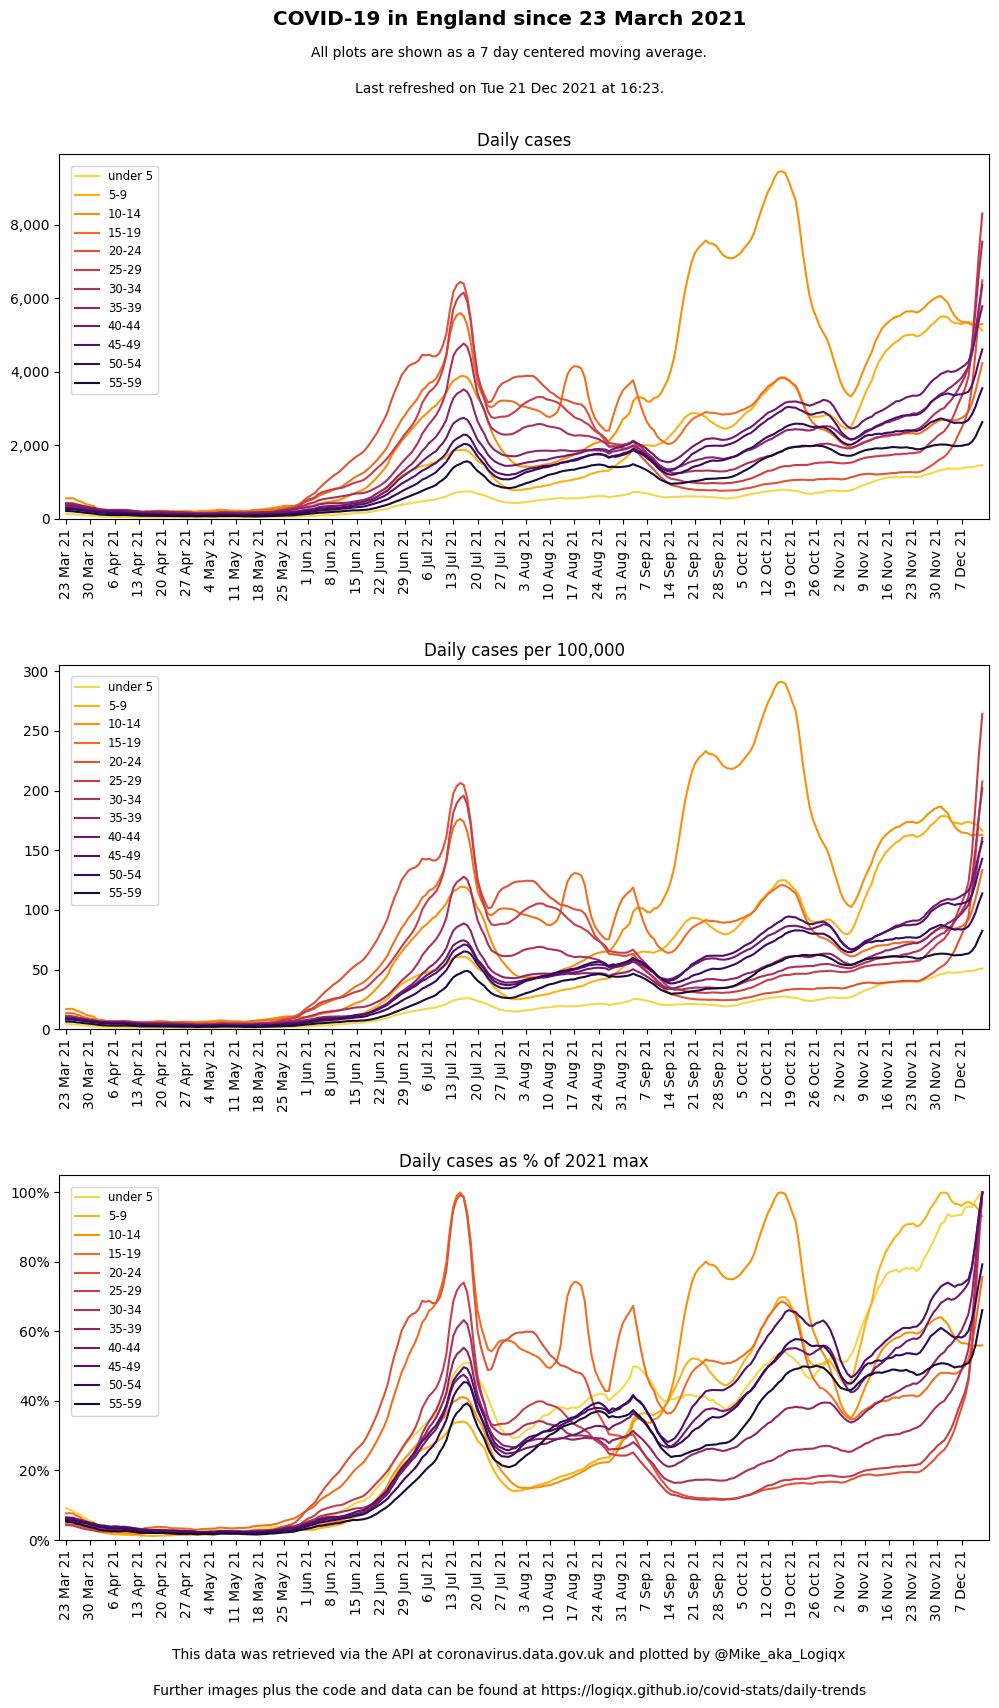 COVID-19 in England since 23 March 2021
All plots are shown as a 7 day centered moving average.
Last refreshed on Tue 21 Dec 2021 at 16:23.
Daily cases
8,000
6,000
4,000
2,000
0
under 5
5-9
10-14
15-19
20-24
25-29
30-34
35-39
40-44
45-49
50-54
55-59
23 Mar 21
30 Mar 21
6 Apr 21
13 Apr 21
20 Apr 21
27 Apr 21
4 May 21
11 May 21
18 May 21
25 May 21
1 Jun 21
8 Jun 21
15 Jun 21
22 Jun 21
29 Jun 21
6 Jul 21
13 Jul 21
20 Jul 21
27 Jul 21
3 Aug 21
10 Aug 21
17 Aug 21
24 Aug 21
31 Aug 21
7 Sep 21
14 Sep 21
21 Sep 21
28 Sep 21
5 Oct 21
12 Oct 21
19 Oct 21
26 Oct 21
2 Nov 21
9 Nov 21
16 Nov 21
23 Nov 21
30 Nov 21
7 Dec 21
Daily cases per 100,000
300
250
200
150
100
50
0
under 5
5-9
10-14
15-19
20-24
25-29
30-34
35-39
40-44
45-49
50-54
55-59
23 Mar 21
30 Mar 21
6 Apr 21
13 Apr 21
20 Apr 21
27 Apr 21
4 May 21
11 May 21
18 May 21
25 May 21
1 Jun 21
8 Jun 21
15 Jun 21
22 Jun 21
29 Jun 21
6 Jul 21
13 Jul 21
20 Jul 21
27 Jul 21
3 Aug 21
10 Aug 21
17 Aug 21
24 Aug 21
31 Aug 21
7 Sep 21
14 Sep 21
21 Sep 21
28 Sep 21
5 Oct 21
12 Oct 21
19 Oct 21
26 Oct 21
2 Nov 21
9 Nov 21
16 Nov 21
23 Nov 21
30 Nov 21
7 Dec 21
Daily cases as % of 2021 max
100%
80%
60%
40%
20%
0%
under 5
5-9
10-14
15-19
20-24
25-29
30-34
35-39
40-44
45-49
50-54
55-59
23 Mar 21
30 Mar 21
6 Apr 21
13 Apr 21
20 Apr 21
27 Apr 21
4 May 21
11 May 21
18 May 21
25 May 21
1 Jun 21
8 Jun 21
15 Jun 21
22 Jun 21
29 Jun 21
6 Jul 21
13 Jul 21
20 Jul 21
27 Jul 21
3 Aug 21
10 Aug 21
17 Aug 21
24 Aug 21
31 Aug 21
7 Sep 21
14 Sep 21
21 Sep 21
28 Sep 21
5 Oct 21
12 Oct 21
19 Oct 21
26 Oct 21
2 Nov 21
9 Nov 21
16 Nov 21
23 Nov 21
30 Nov 21
7 Dec 21
This data was retrieved via the API at coronavirus.data.gov.uk and plotted by @Mike_aka_Logiqx
Further images plus the code and data can be found at https://logiqx.github.io/covid-stats/daily-trends